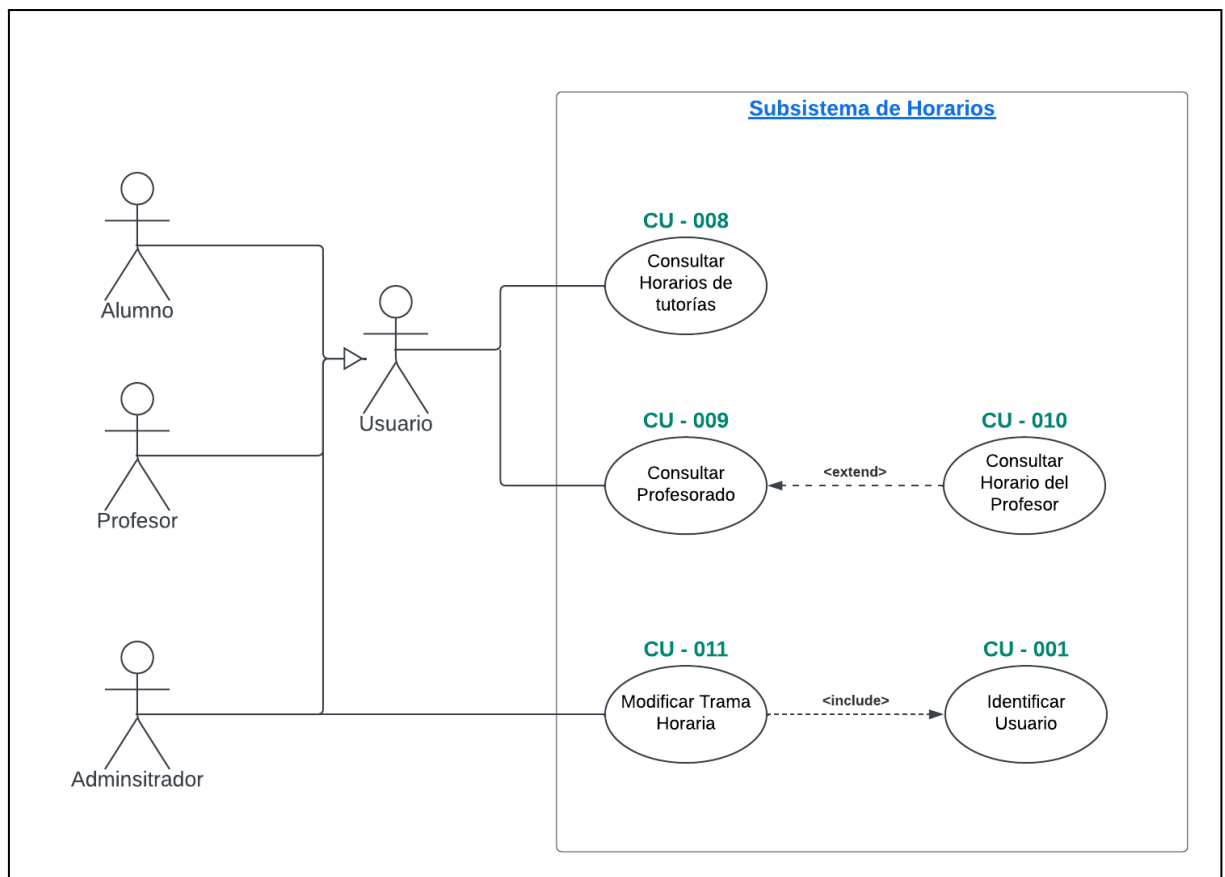 Subsistema de Horarios
CU - 008
Consultar
Horarios de
tutorías
Alumno
Usuario
CU - 009
Consultar
Profesorado
<extend>
CU - 010
Consultar
Horario del
Profesor
Profesor
CU - 011
Modificar Trama
Horaria
<include>
CU - 001
Identificar
Usuario
Adminsitrador